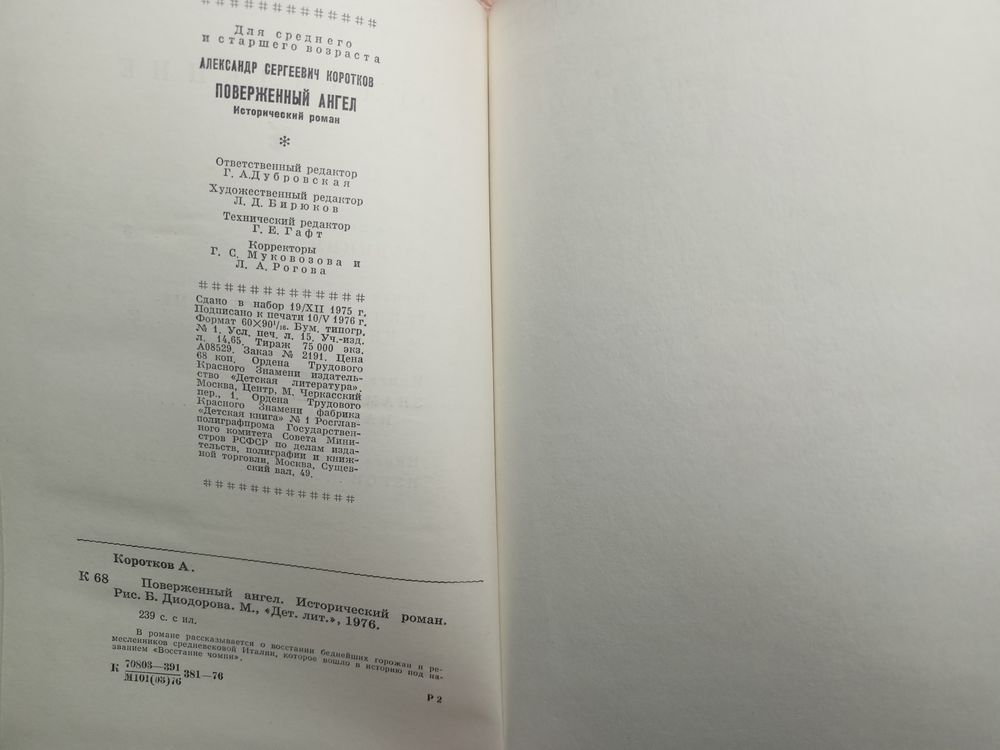 # # # # # # # # # # # # #
Для среднего
и старшего возраста
АЛЕКСАНДР СЕРГЕЕВИЧ КОРОТКОВ
ПОВЕРЖЕННЫЙ АНГЕЛ
Исторический роман
*
Ответственный редактор
Г. А.Дубровская
Художественный редактор
Л. Д. Бирюков
Технический редактор
Г. Е. Гафт
Корректоры
Г. С. Муковозова и
Л. А. Рогова
# # # # # # # # # # # # #
Сдано в набор 19/XII 1975 г.
Подписано к печати 10/V 1976 г.
Формат 60×90¹/₁₆. Бум. типогр.
№ 1. Усл. печ. л. 15. Уч.-изд.
л. 14,65. Тираж 75 000 экз.
А08529. Заказ № 2191. Цена
68 коп. Ордена Трудового
Красного Знамени издатель-
ство «Детская литература».
Москва, Центр, М. Черкасский
пер., 1. Ордена Трудового
Красного Знамени фабрика
«Детская книга» № 1 Росглав-
полиграфпрома Государствен-
ного комитета Совета Мини-
стров РСФСР по делам изда-
тельств, полиграфии и книж-
ной торговли, Москва, Сущев-
ский вал, 49.
# # # # # # # # # # # # #
Коротков А.
К 68 Поверженный ангел. Исторический роман.
Рис. Б. Диодорова. М., «Дет. лит.», 1976.
239 с. с ил.
В романе рассказывается о восстании беднейших горожан и ре-
месленников средневековой Италии, которое вошло в историю под на-
званием «Восстание чомпи».
К 70803—391
М101(03)76 381—76
Р 2